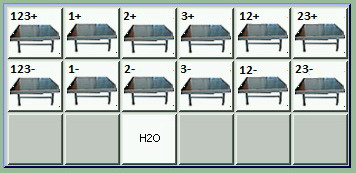 123+ 1+ 2+ 3+ 12+ 23+
123- 1- 2- 3- 12- 23-
H2O